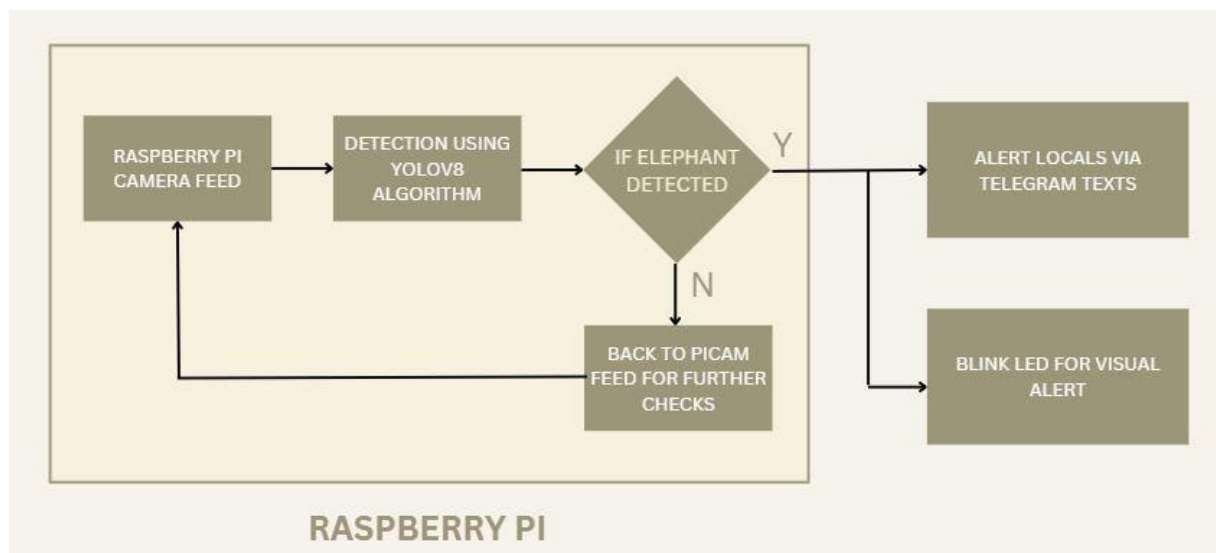 RASPBERRY PI
CAMERA FEED
DETECTION USING
YOLOV8
ALGORITHM
IF ELEPHANT
DETECTED
Y
ALERT LOCALS VIA
TELEGRAM TEXTS
N
BACK TO PICAM
FEED FOR FURTHER
CHECKS
BLINK LED FOR VISUAL
ALERT
RASPBERRY PI